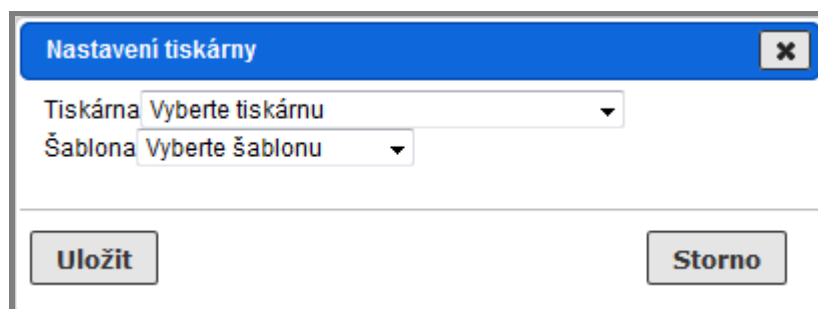 Nastavení tiskárny
Tiskárna Vyberte tiskárnu
Šablona Vyberte šablonu
Uložit Storno